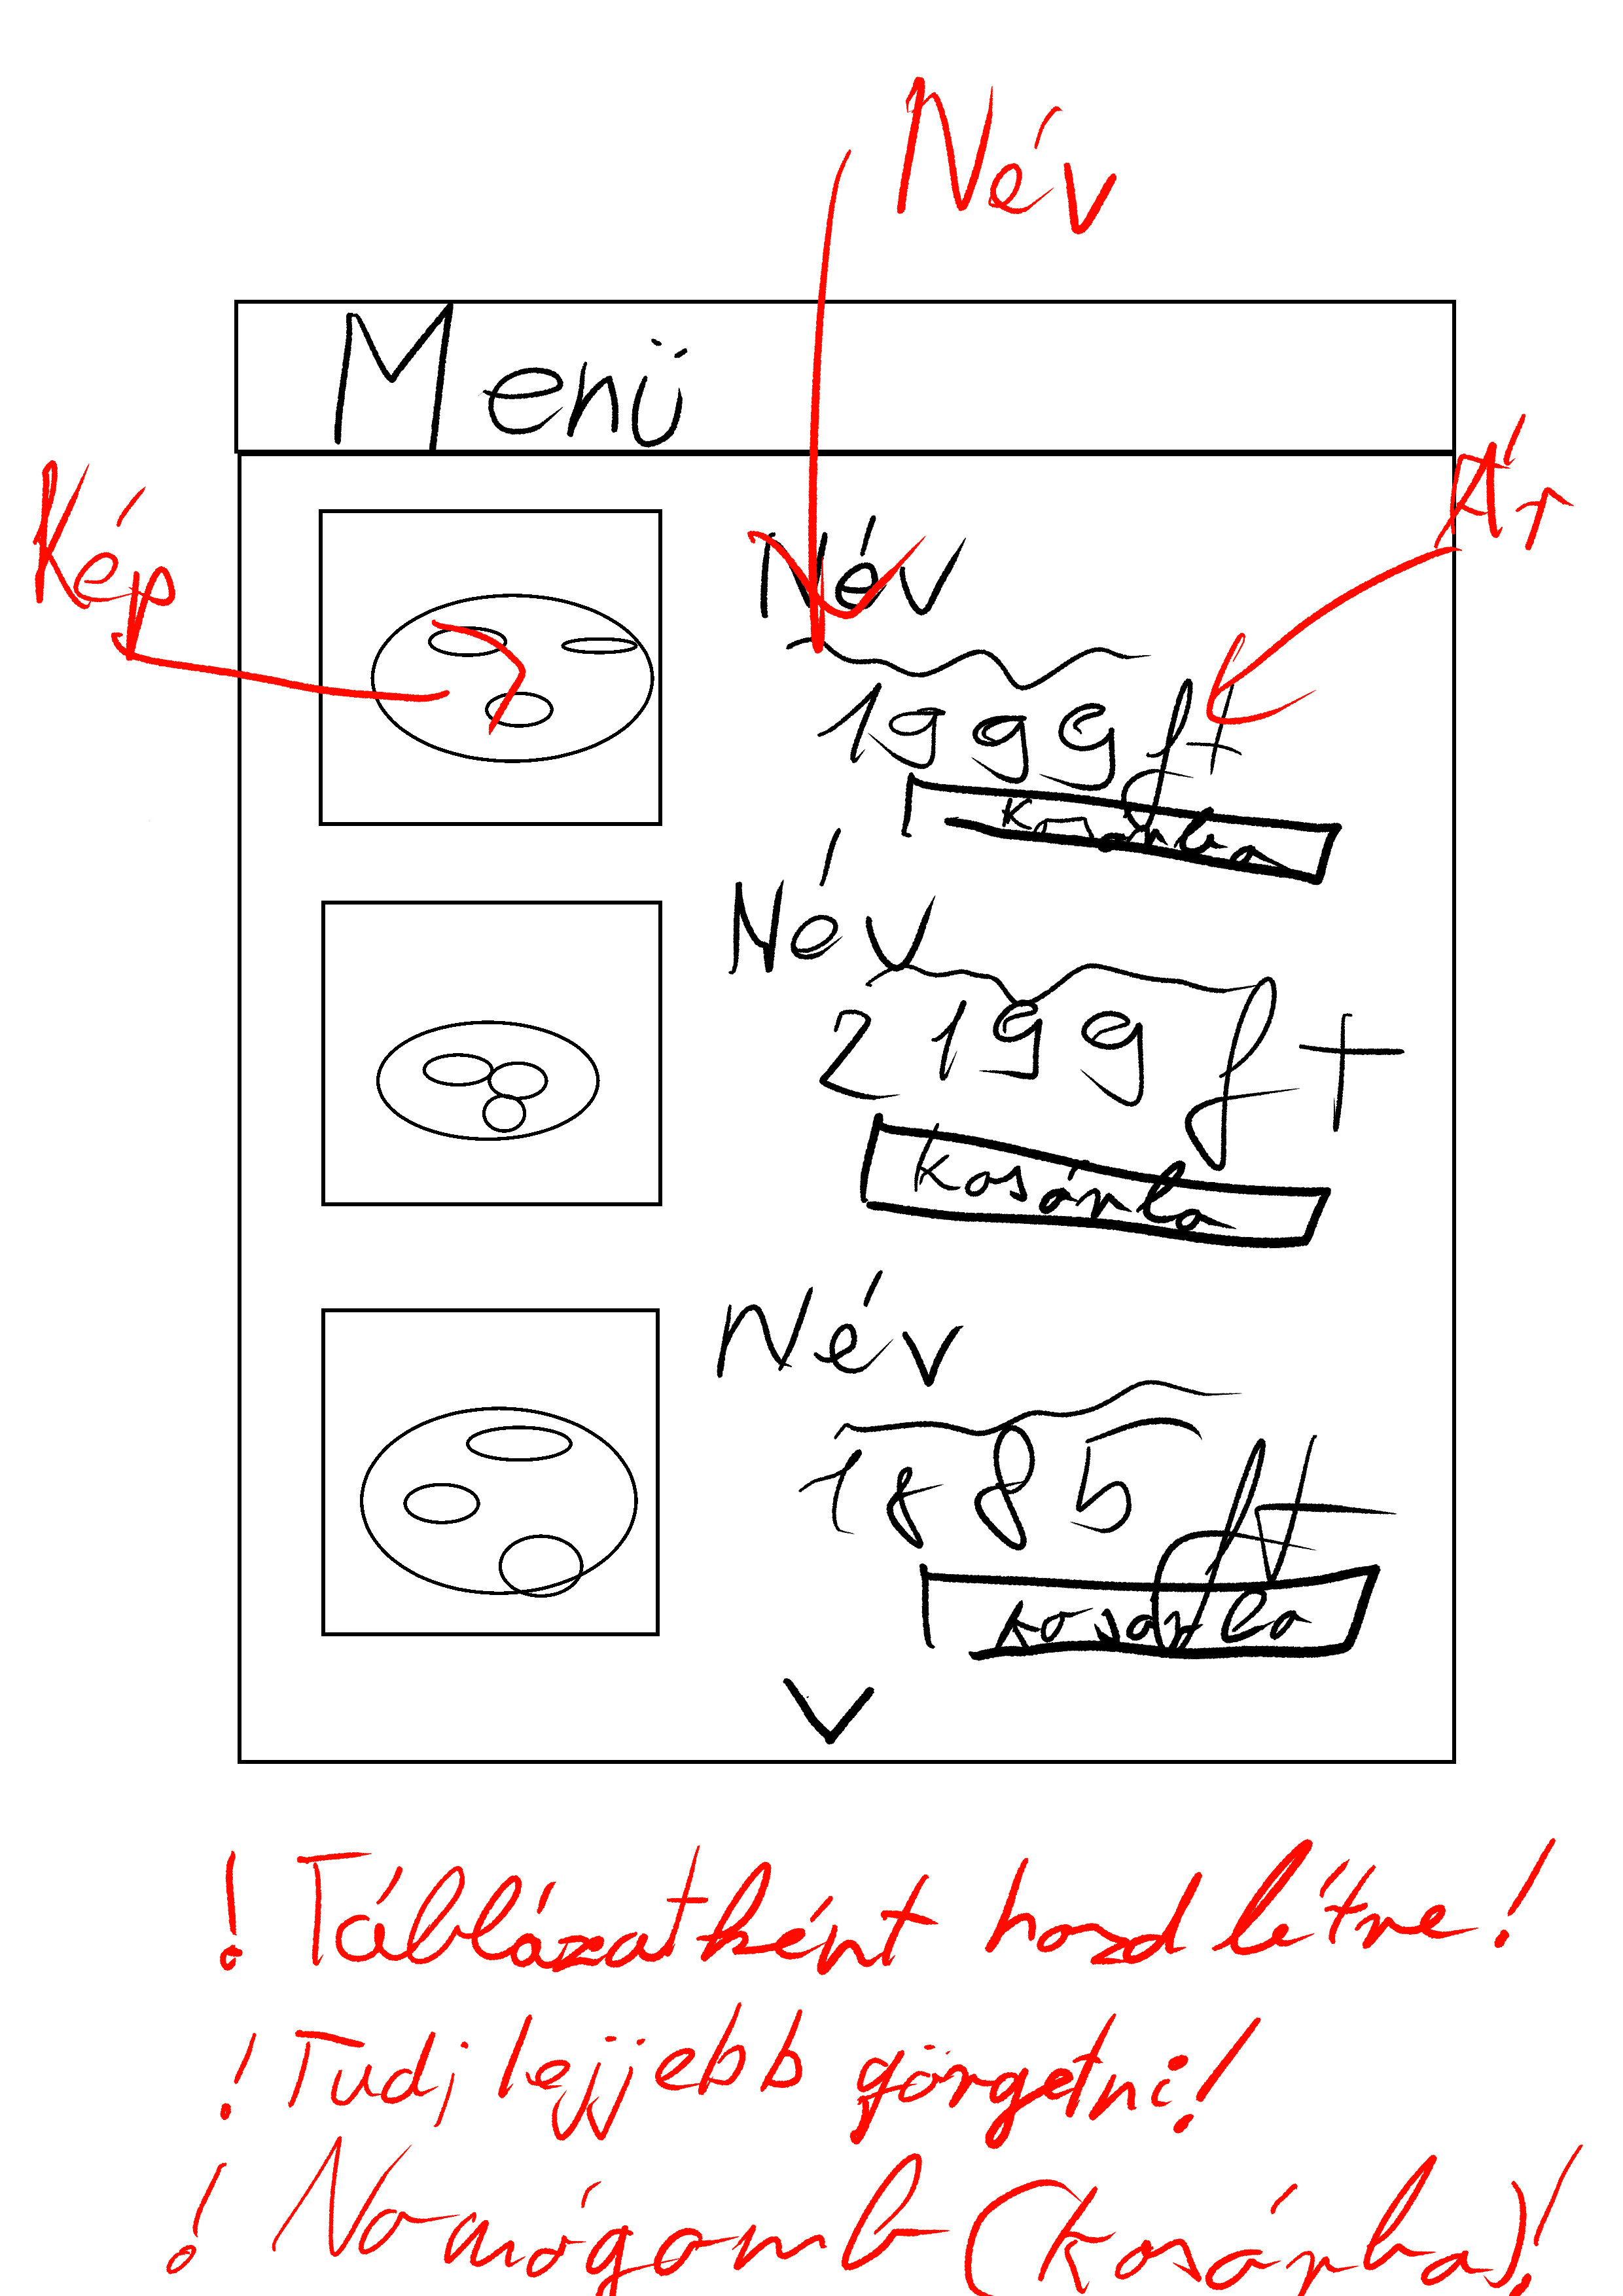 Név
Menü
Ár
Kép
Név
1999 ft
kosárba
Név
2199 ft
kosárba
Név
1885 ft
kosárba
! Táblázatként hozd létre!
! Tudj lejjebb görgetni!
! Nyomógomb (kosárba)!